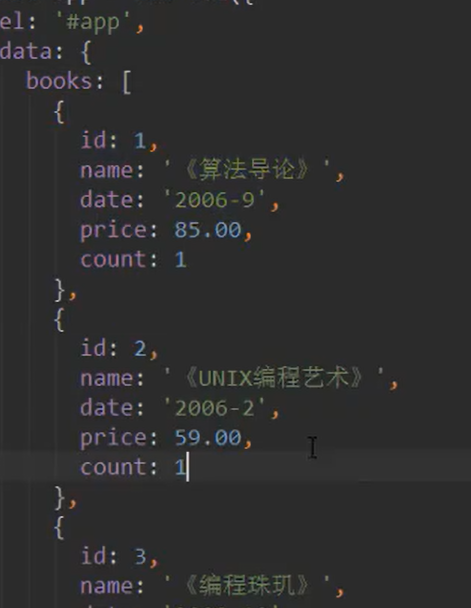 el: '#app',
data: {
books: [
{
id: 1,
name: '《算法导论》',
date: '2006-9',
price: 85.00,
count: 1
},
{
id: 2,
name: '《UNIX编程艺术》',
date: '2006-2',
price: 59.00,
count: 1
},
{
id: 3,
name: '《编程珠玑》',